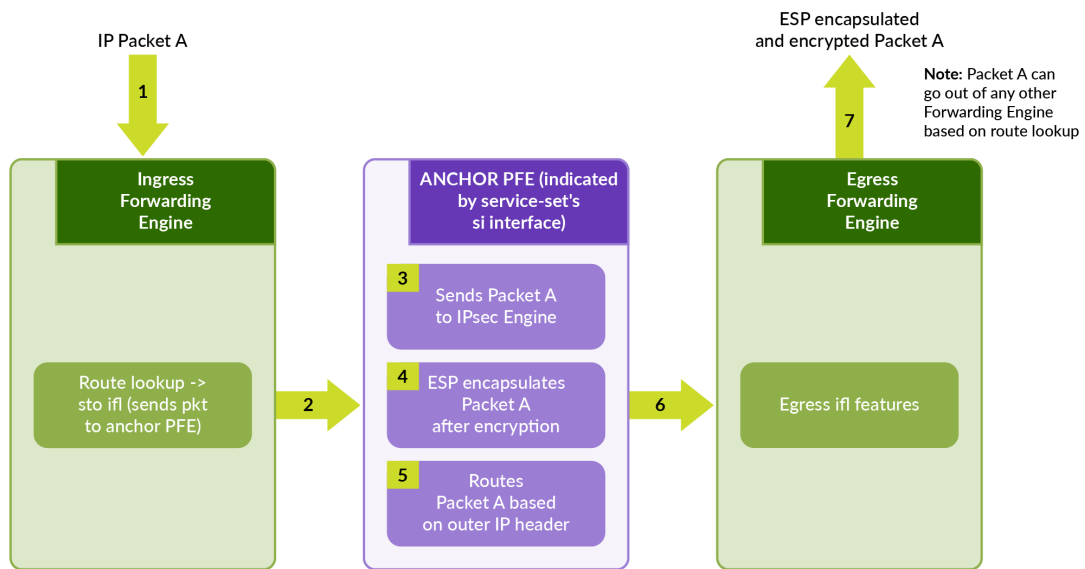 IP Packet A
1
Ingress
Forwarding
Engine
Route lookup ->
sto ifl (sends pkt
to anchor PFE)
2
ANCHOR PFE (indicated
by service-set's
si interface)
3
Sends Packet A
to IPsec Engine
4
ESP encapsulates
Packet A
after encryption
5
Routes
Packet A based
on outer IP header
6
Egress
Forwarding
Engine
Egress ifl features
7
ESP encapsulated
and encrypted Packet A
Note: Packet A can
go out of any other
Forwarding Engine
based on route lookup